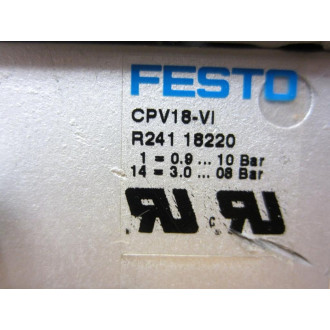 FESTO
CPV18-VI
R241 18220
1 = 0.9 ... 10 Bar
14 = 3.0 ... 08 Bar